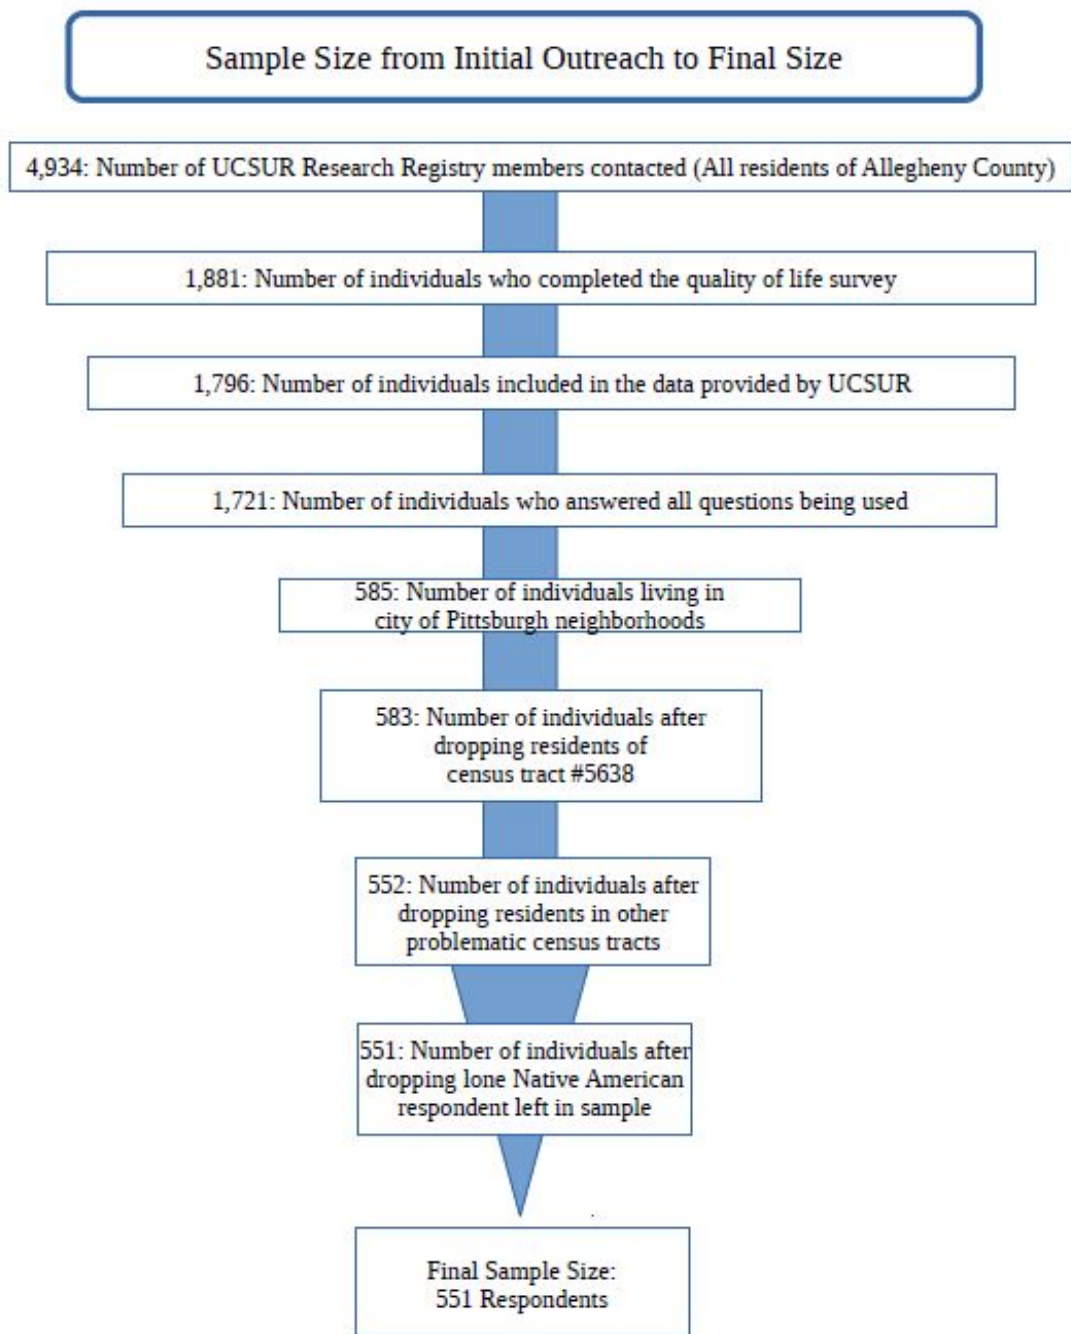 Sample Size from Initial Outreach to Final Size
4,934: Number of UCSUR Research Registry members contacted (All residents of Allegheny County)
1,881: Number of individuals who completed the quality of life survey
1,796: Number of individuals included in the data provided by UCSUR
1,721: Number of individuals who answered all questions being used
585: Number of individuals living in
city of Pittsburgh neighborhoods
583: Number of individuals after
dropping residents of
census tract #5638
552: Number of individuals after
dropping residents in other
problematic census tracts
551: Number of individuals after
dropping lone Native American
respondent left in sample
Final Sample Size:
551 Respondents